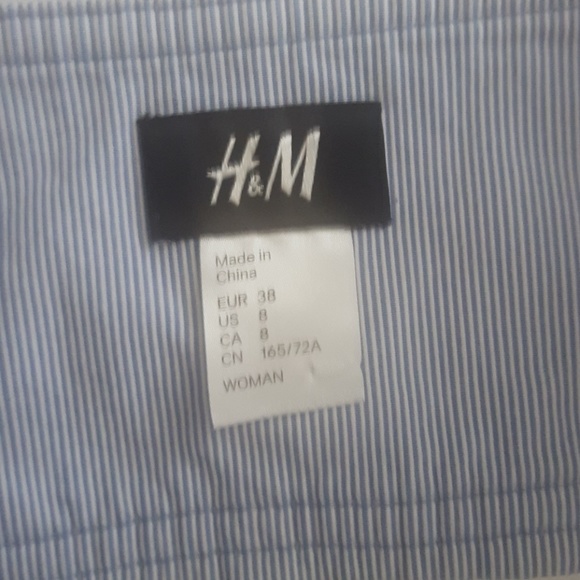 H&M
Made in
China
EUR 38
US 8
CA 8
CN 165/72A
WOMAN